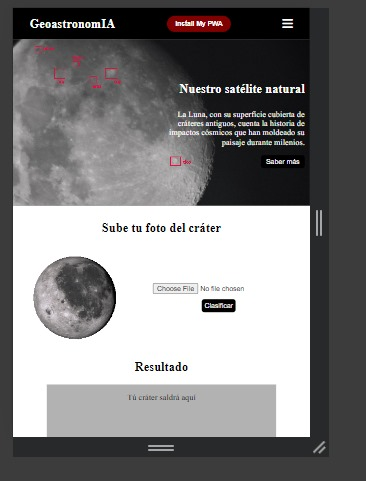 GeoastronomIA
Install My PWA
Nuestro satélite natural
La Luna, con su superficie cubierta de
cráteres antiguos, cuenta la historia de
impactos cósmicos que han moldeado su
paisaje durante milenios.
Saber más
Sube tu foto del cráter
Choose File No file chosen
Clasificar
Resultado
Tú cráter saldrá aquí